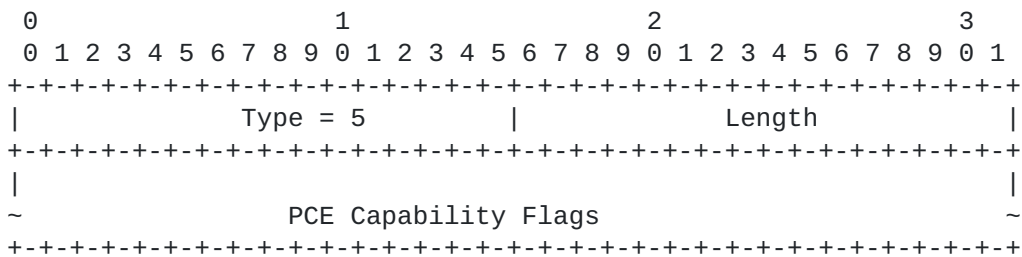 0                   1                   2                   3
 0 1 2 3 4 5 6 7 8 9 0 1 2 3 4 5 6 7 8 9 0 1 2 3 4 5 6 7 8 9 0 1
+-+-+-+-+-+-+-+-+-+-+-+-+-+-+-+-+-+-+-+-+-+-+-+-+-+-+-+-+-+-+-+-+
|              Type = 5         |             Length            |
+-+-+-+-+-+-+-+-+-+-+-+-+-+-+-+-+-+-+-+-+-+-+-+-+-+-+-+-+-+-+-+-+
|                                                               |
~                 PCE Capability Flags                          ~
+-+-+-+-+-+-+-+-+-+-+-+-+-+-+-+-+-+-+-+-+-+-+-+-+-+-+-+-+-+-+-+-+